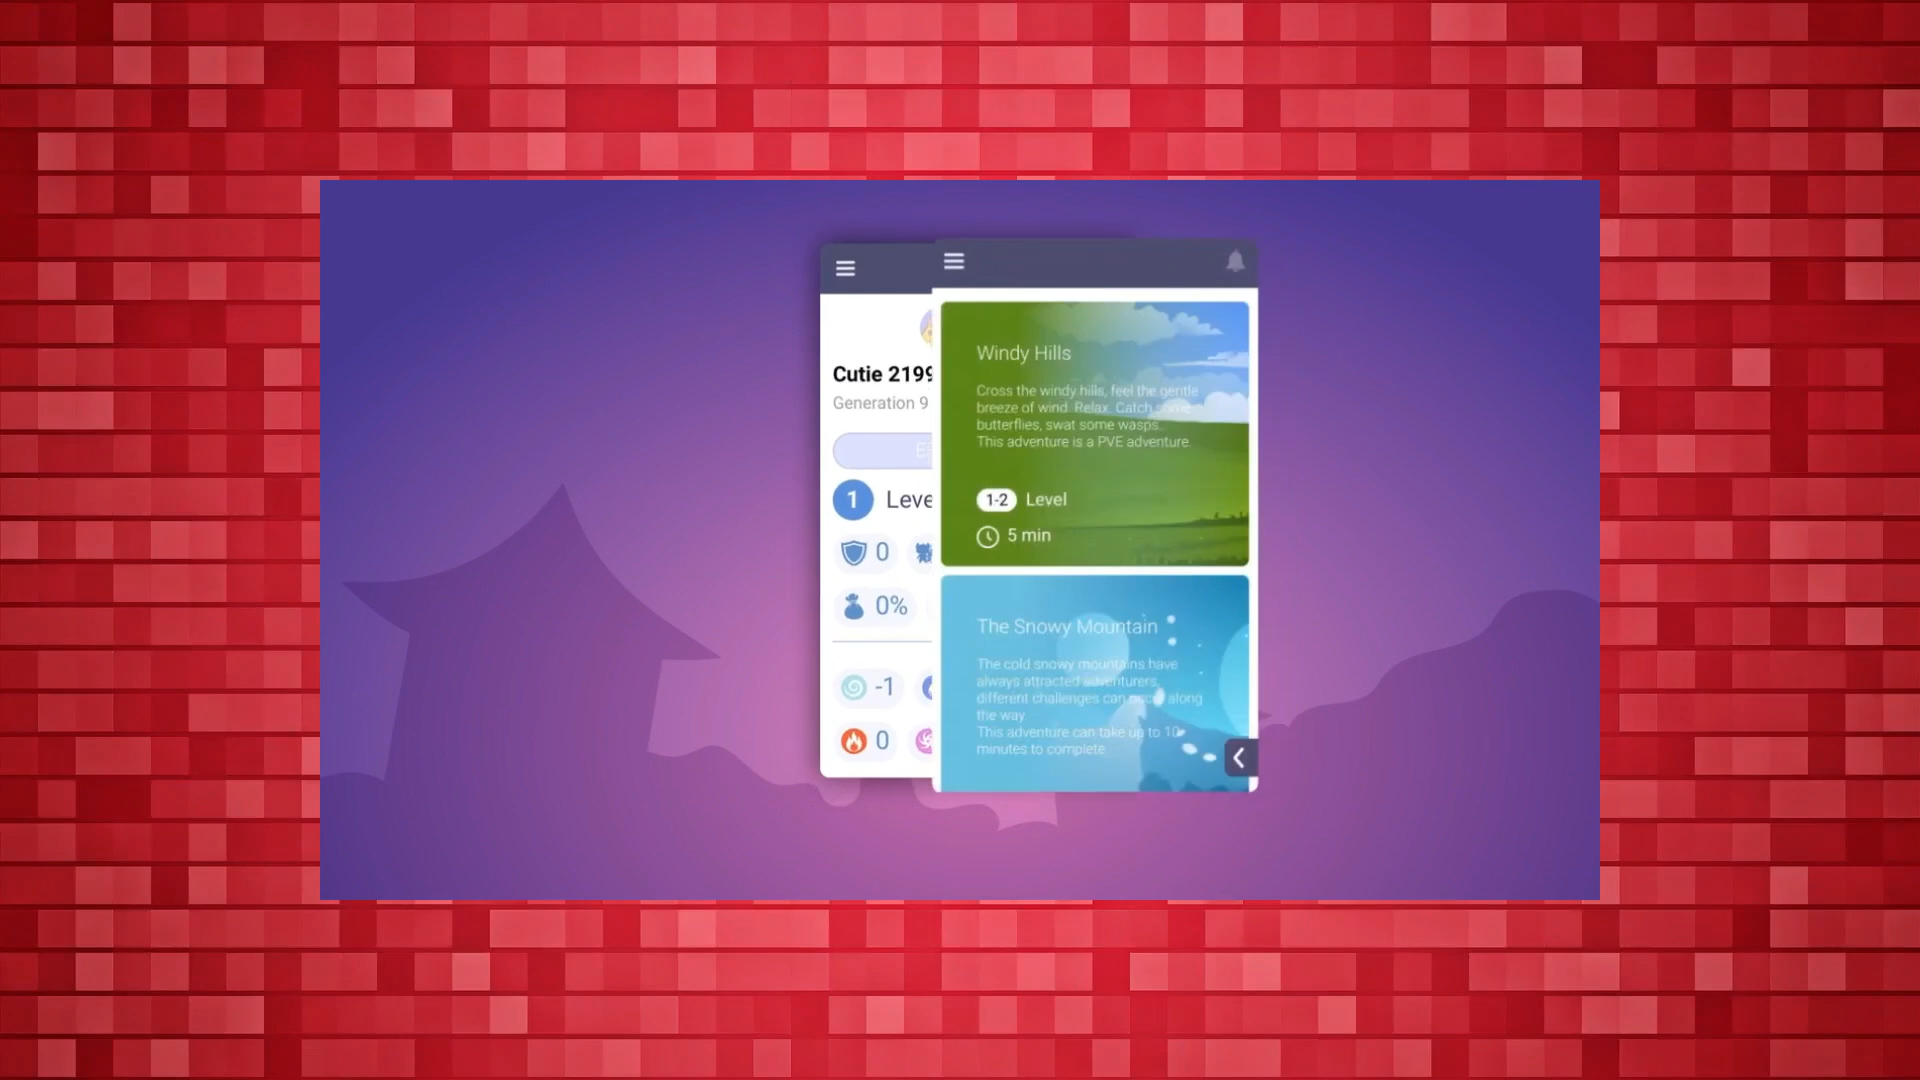 Cutie 2199
Generation 9
1 Leve
0
0%
-1
0
Windy Hills
Cross the windy hills, feel the gentle
breeze of wind. Relax. Catch some
butterflies, swat some wasps.
This adventure is a PVE adventure.
1-2 Level
5 min
The Snowy Mountain
The cold snowy mountains have
always attracted adventurers,
different challenges can occur along
the way
This adventure can take up to 10
minutes to complete